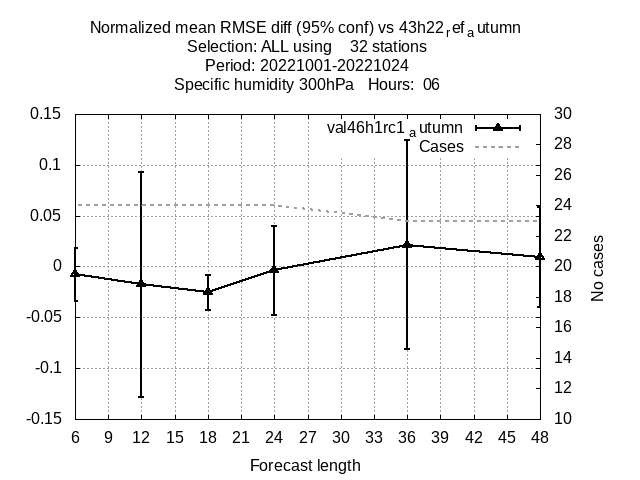 Normalized mean RMSE diff (95% conf) vs 43h22refautumn
Selection: ALL using 32 stations
Period: 20221001-20221024
Specific humidity 300hPa Hours: 06
val46h1rc1autumn
Cases
0.15
0.1
0.05
0
-0.05
-0.1
-0.15
30
28
26
24
22
20
18
16
14
12
10
No cases
6 9 12 15 18 21 24 27 30 33 36 39 42 45 48
Forecast length